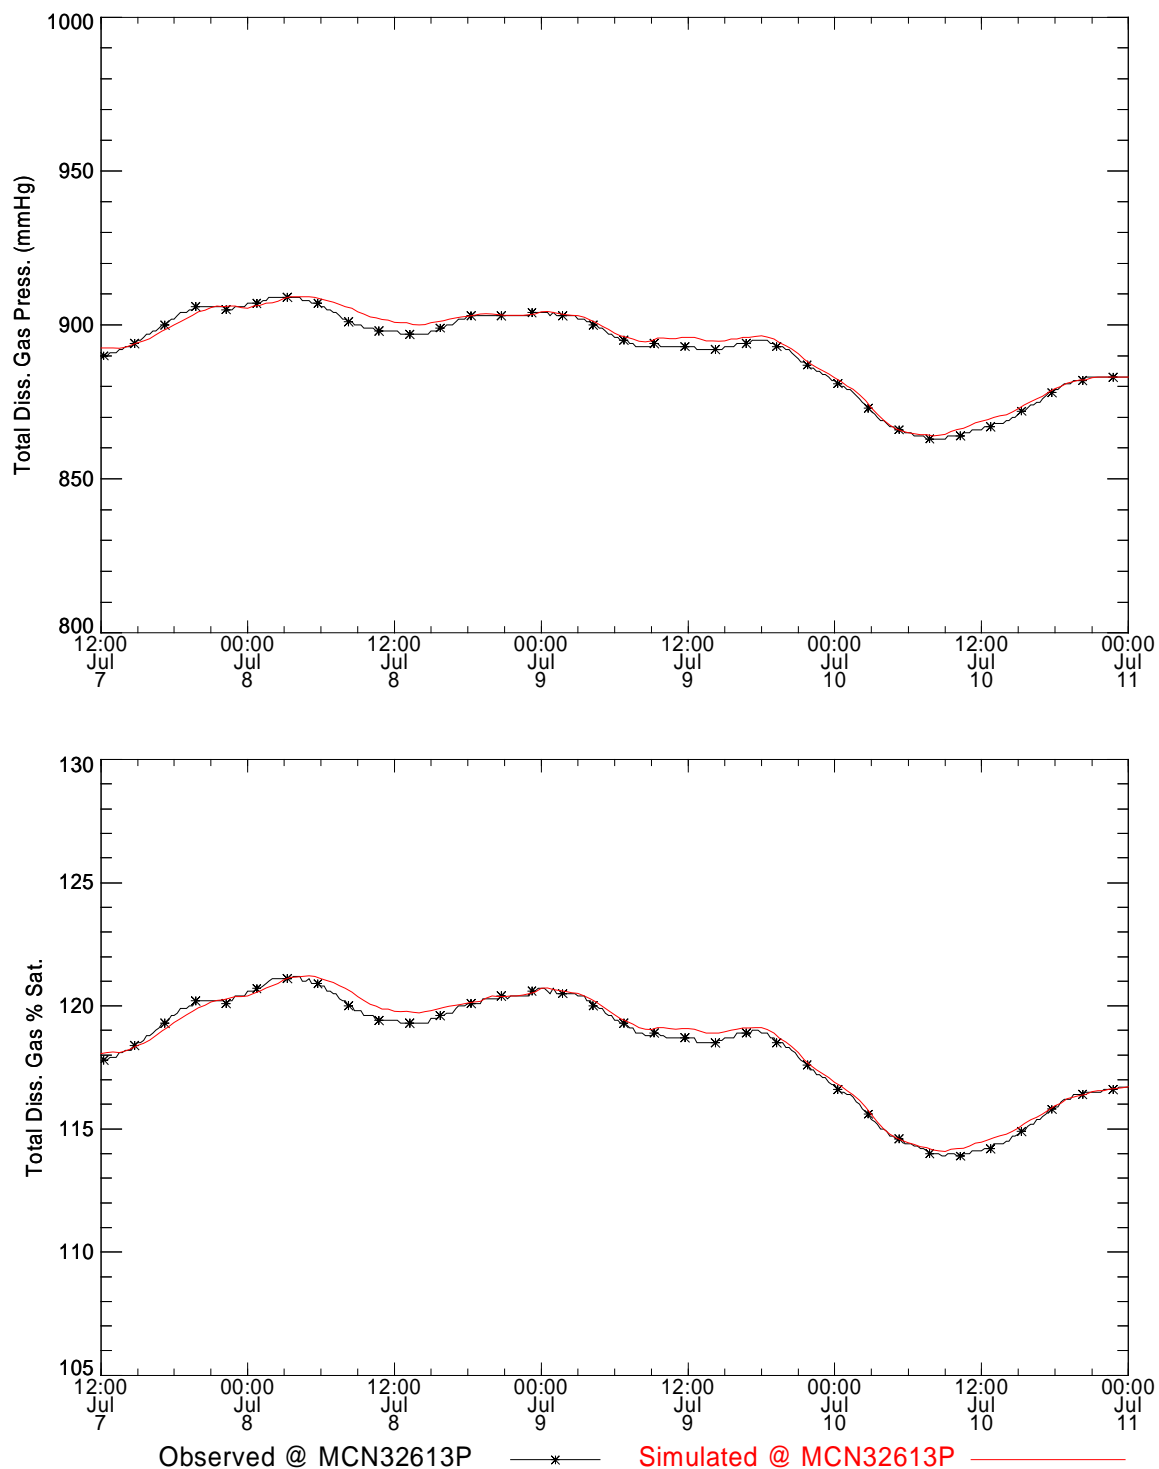 1000
950
900
850
800
Total Diss. Gas Press. (mmHg)
12:00 00:00 12:00 00:00 12:00 00:00 12:00 00:00
Jul Jul Jul Jul Jul Jul Jul Jul
7 8 8 9 9 10 10 11
130
125
120
115
110
105
Total Diss. Gas % Sat.
12:00 00:00 12:00 00:00 12:00 00:00 12:00 00:00
Jul Jul Jul Jul Jul Jul Jul Jul
7 8 8 9 9 10 10 11
Observed @ MCN32613P Simulated @ MCN32613P